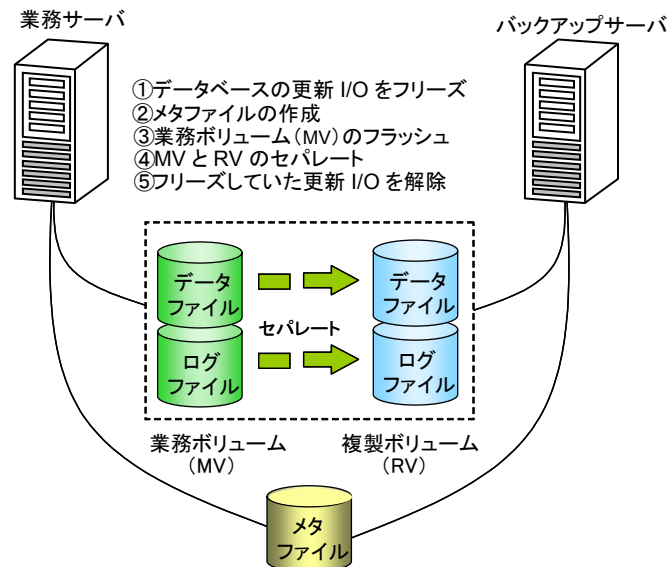 業務サーバ
バックアップサーバ
①データベースの更新 I/O をフリーズ
②メタファイルの作成
③業務ボリューム(MV)のフラッシュ
④MV と RV のセパレート
⑤フリーズしていた更新 I/O を解除
データ
ファイル
データ
ファイル
セパレート
ログ
ファイル
ログ
ファイル
業務ボリューム
(MV)
複製ボリューム
(RV)
メタ
ファイル